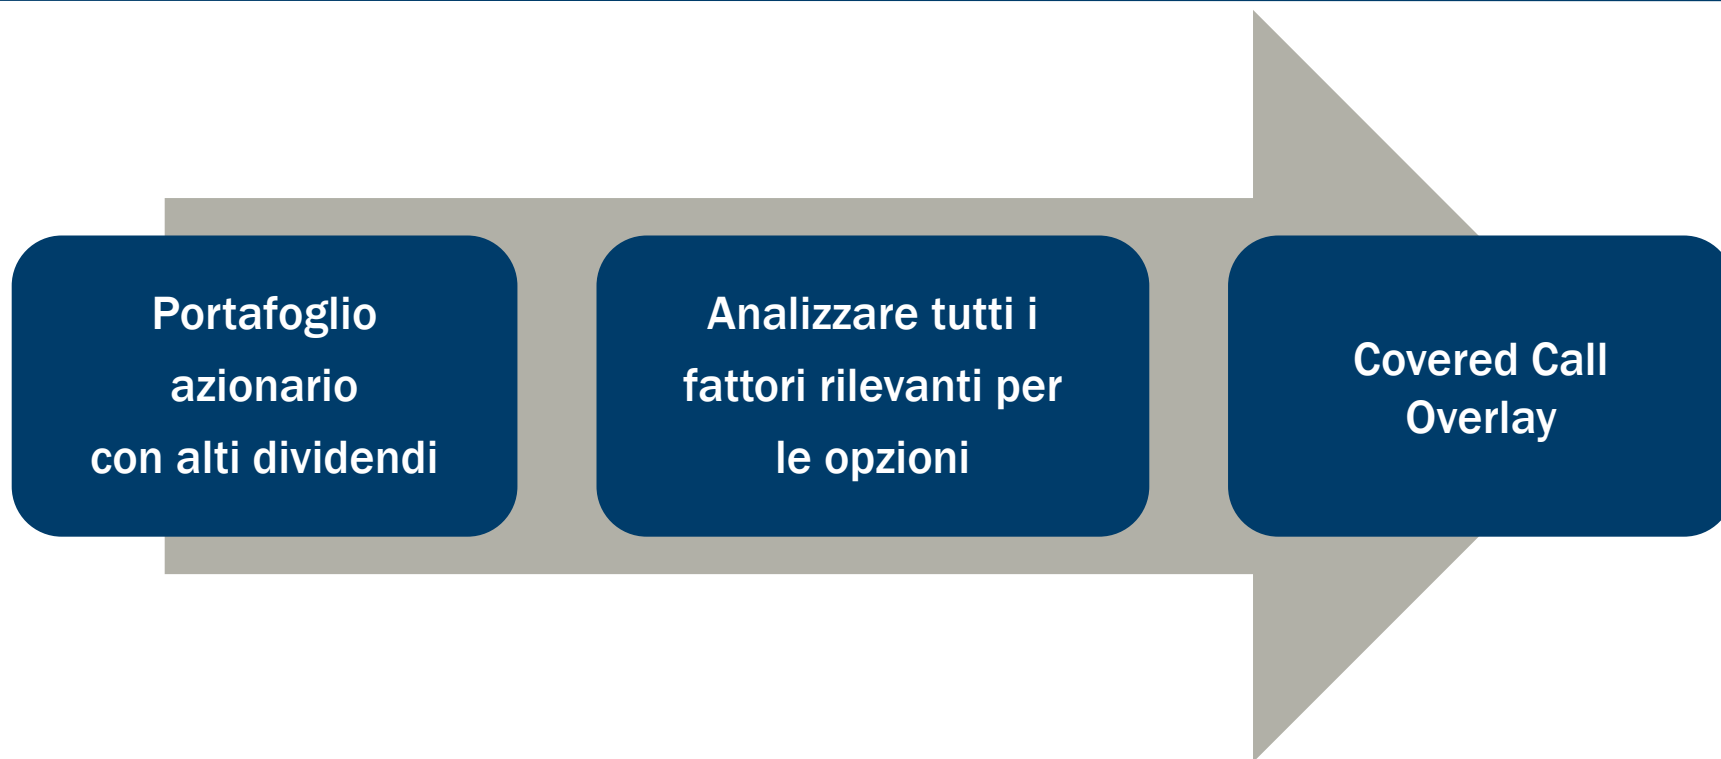 Portafoglio
azionario
con alti dividendi
Analizzare tutti i
fattori rilevanti per
le opzioni
Covered Call
Overlay